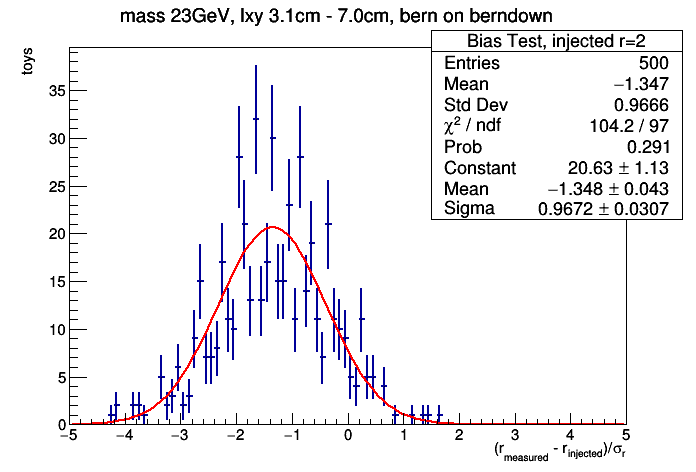 mass 23GeV, lxy 3.1cm - 7.0cm, bern on berndown
Bias Test, injected r=2
Entries 500
Mean −1.347
Std Dev 0.9666
χ² / ndf 104.2 / 97
Prob 0.291
Constant 20.63 ± 1.13
Mean −1.348 ± 0.043
Sigma 0.9672 ± 0.0307
toys
35
30
25
20
15
10
5
0
−5 −4 −3 −2 −1 0 1 2 3 4 5
(r_measured - r_injected)/σ_r